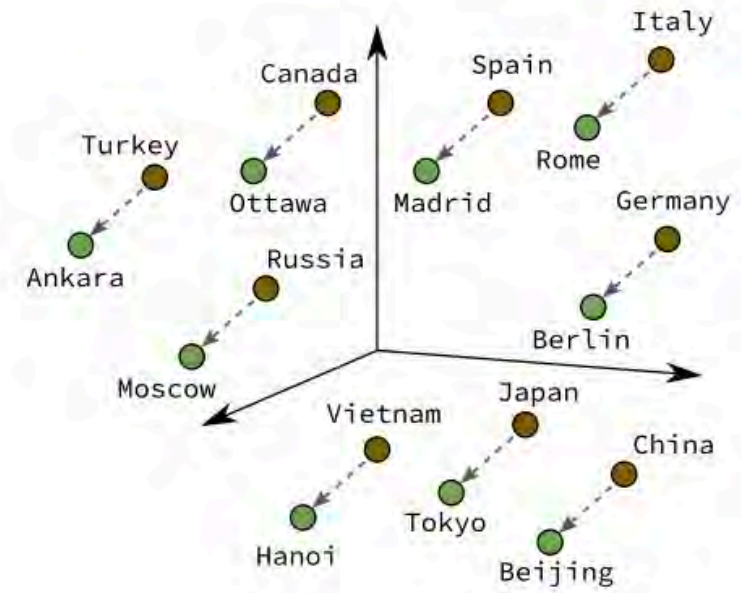 Italy
Canada
Spain
Turkey
Rome
Ottawa
Madrid
Germany
Ankara
Russia
Berlin
Moscow
Japan
Vietnam
China
Tokyo
Hanoi
Beijing